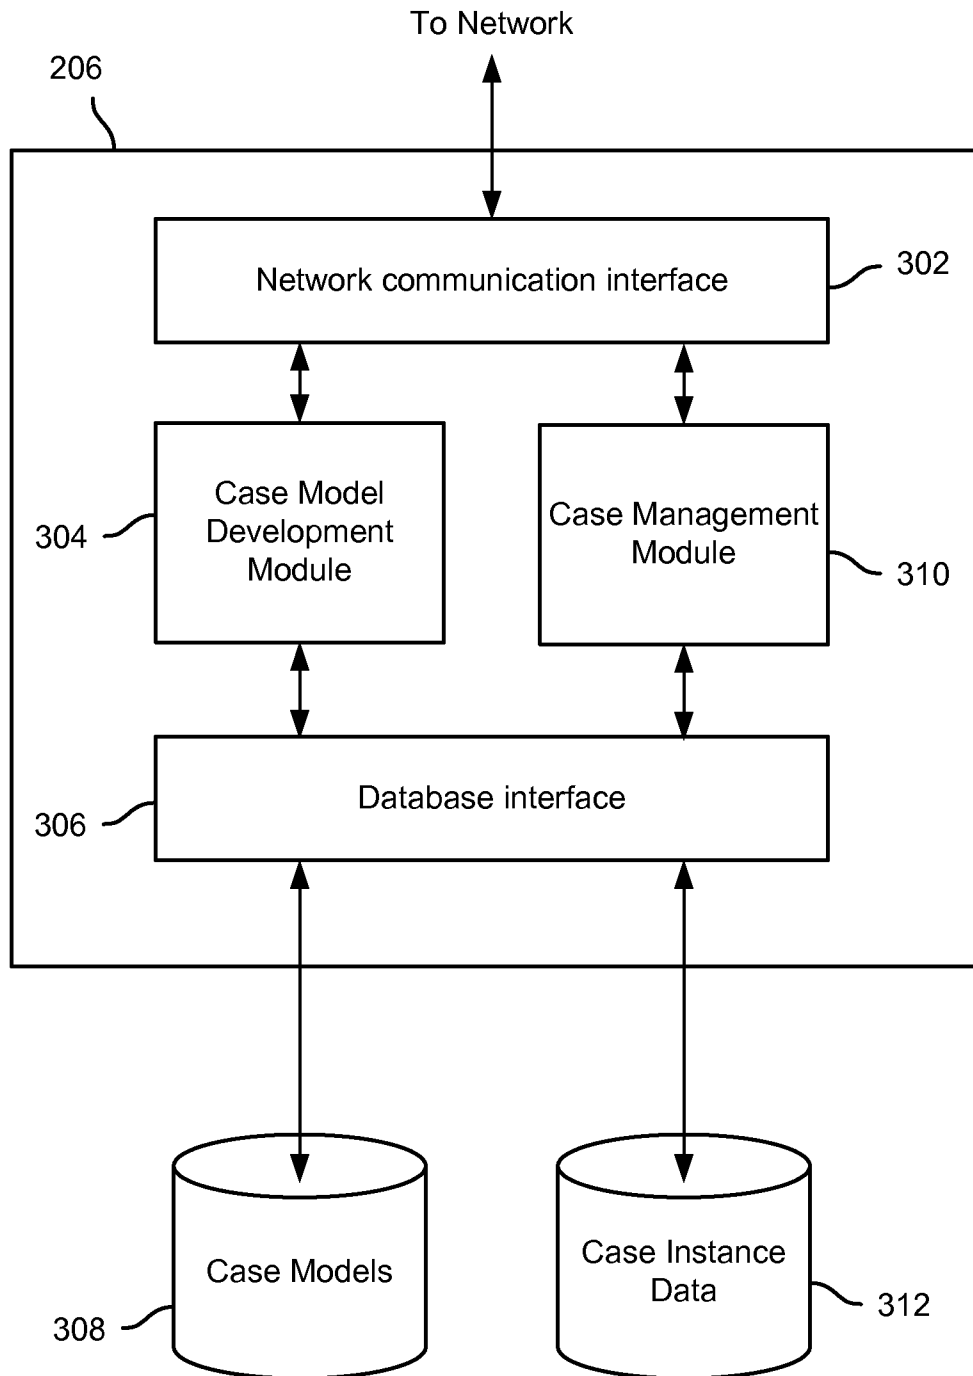 To Network
206
Network communication interface
302
Case Model
Development
Module
304
Case Management
Module
310
Database interface
306
Case Models
308
Case Instance
Data
312